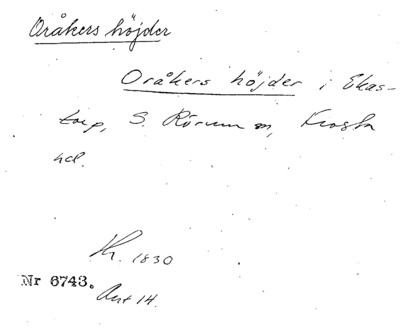 Oråkers höjder
Oråkers höjder i Ekas-
torp, S. Rörum sn, Frosta
hd.
Kr. 1830
Nr 6743.
Avt 14.